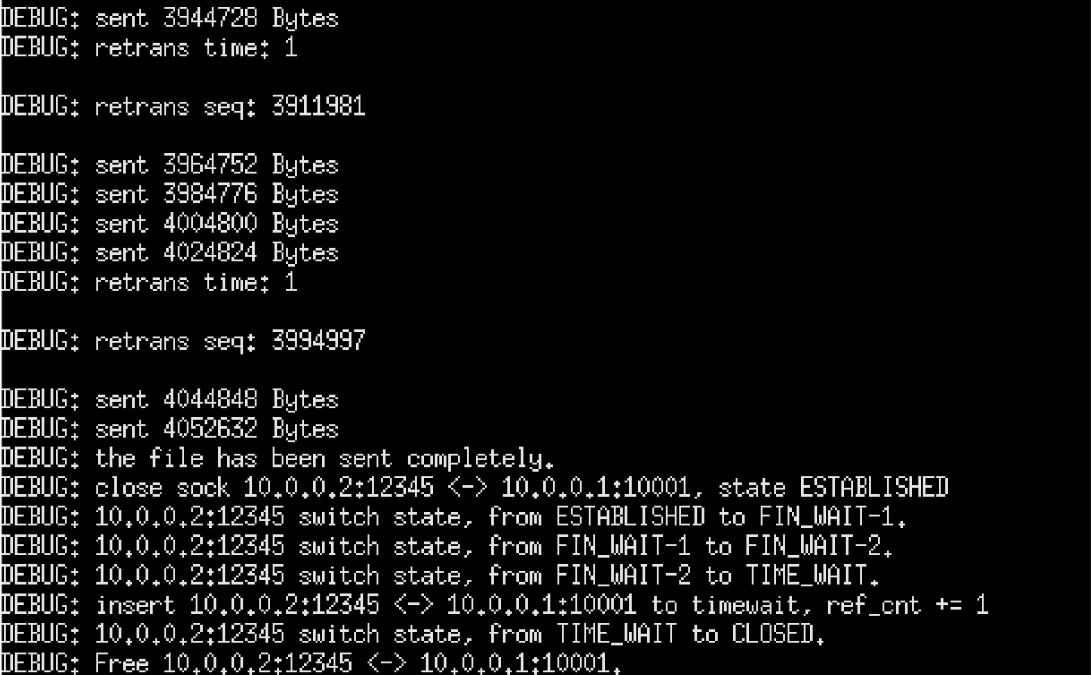 DEBUG: sent 3944728 Bytes
DEBUG: retrans time: 1
DEBUG: retrans seq: 3911981
DEBUG: sent 3964752 Bytes
DEBUG: sent 3984776 Bytes
DEBUG: sent 4004800 Bytes
DEBUG: sent 4024824 Bytes
DEBUG: retrans time: 1
DEBUG: retrans seq: 3994997
DEBUG: sent 4044848 Bytes
DEBUG: sent 4052632 Bytes
DEBUG: the file has been sent completely.
DEBUG: close sock 10.0.0.2:12345 <-> 10.0.0.1:10001, state ESTABLISHED
DEBUG: 10.0.0.2:12345 switch state, from ESTABLISHED to FIN_WAIT-1.
DEBUG: 10.0.0.2:12345 switch state, from FIN_WAIT-1 to FIN_WAIT-2.
DEBUG: 10.0.0.2:12345 switch state, from FIN_WAIT-2 to TIME_WAIT.
DEBUG: insert 10.0.0.2:12345 <-> 10.0.0.1:10001 to timewait, ref_cnt += 1
DEBUG: 10.0.0.2:12345 switch state, from TIME_WAIT to CLOSED.
DEBUG: Free 10.0.0.2:12345 <-> 10.0.0.1:10001.